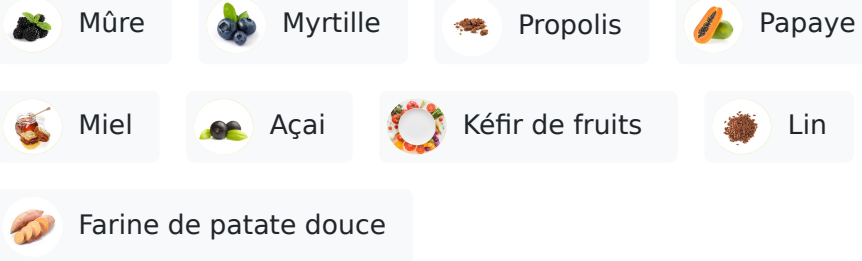 Mûre Myrtille Propolis Papaye
Miel Açai Kéfir de fruits Lin
Farine de patate douce